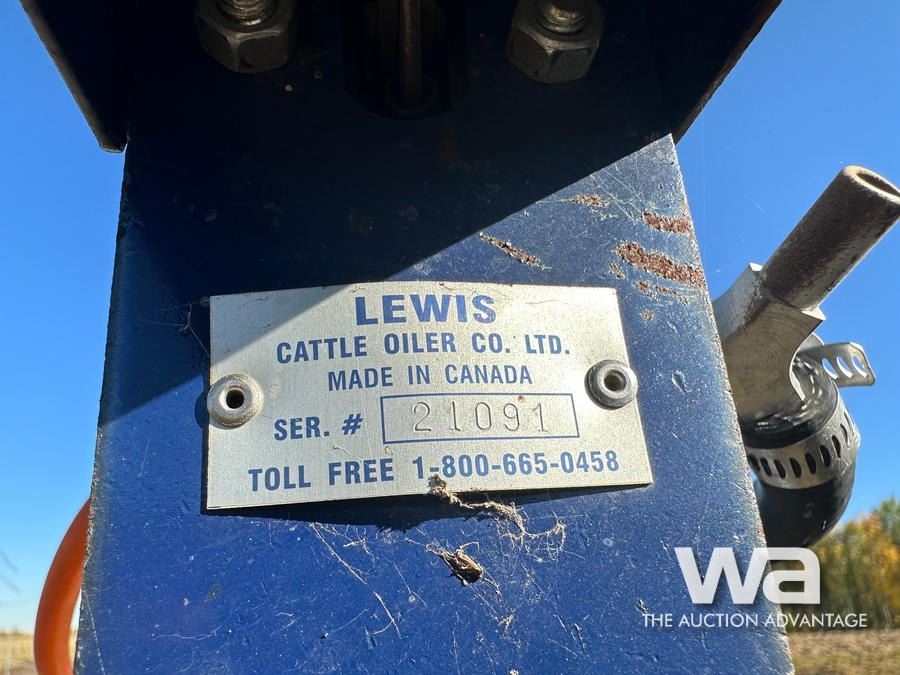 LEWIS
CATTLE OILER CO. LTD.
MADE IN CANADA
SER. # 21091
TOLL FREE 1-800-665-0458
wa
THE AUCTION ADVANTAGE